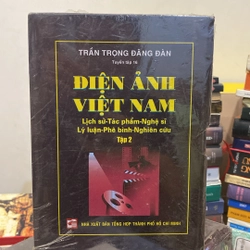 TRẦN TRỌNG ĐĂNG ĐÀN
Tuyển tập 10
ĐIỆN ẢNH
VIỆT NAM
Lịch sử-Tác phẩm-Nghệ sĩ
Lý luận-Phê bình-Nghiên cứu
Tập 2
NHÀ XUẤT BẢN TỔNG HỢP THÀNH PHỐ HỒ CHÍ MINH